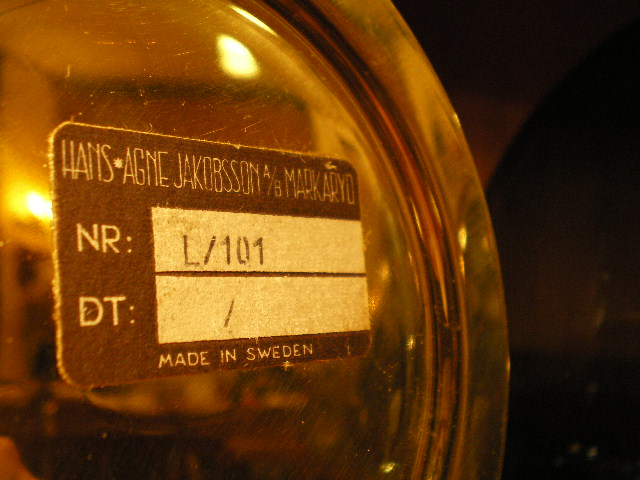 HANS*AGNE JAKOBSSON A/B MARKARYD
NR: L/101
DT: /
MADE IN SWEDEN